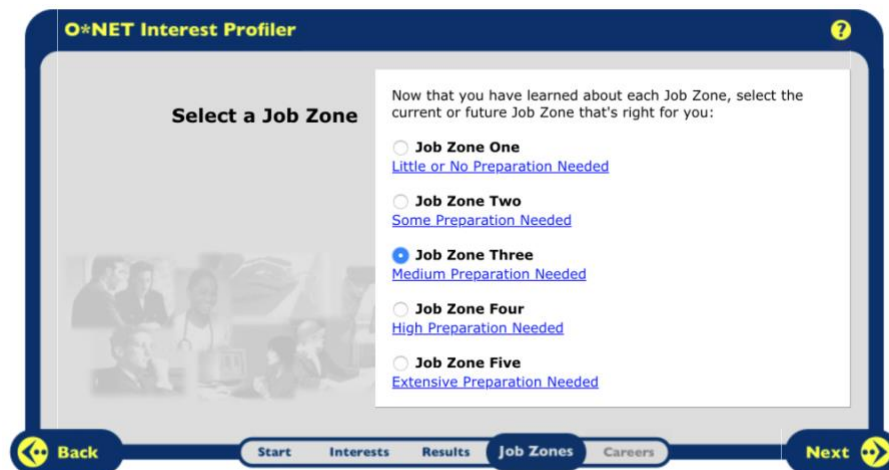 O*NET Interest Profiler
?
Select a Job Zone
Now that you have learned about each Job Zone, select the
current or future Job Zone that's right for you:
Job Zone One
Little or No Preparation Needed
Job Zone Two
Some Preparation Needed
Job Zone Three
Medium Preparation Needed
Job Zone Four
High Preparation Needed
Job Zone Five
Extensive Preparation Needed
Back
Start Interests Results Job Zones Careers
Next